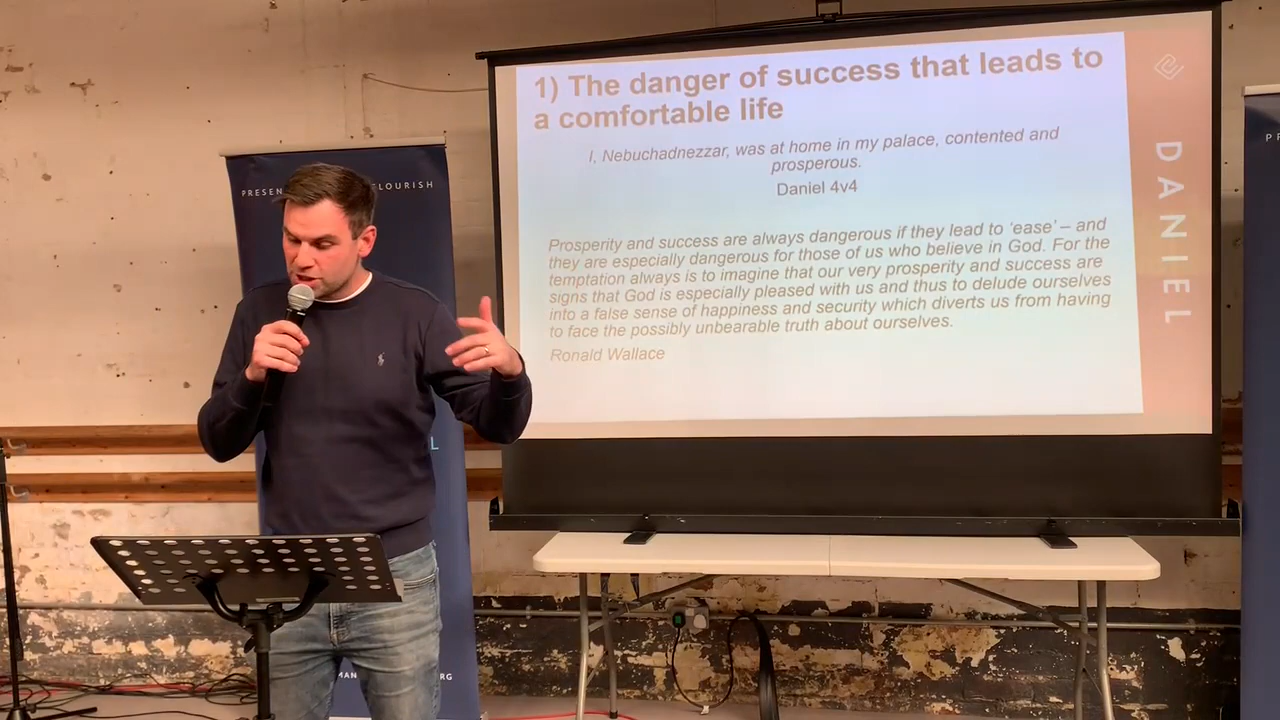 1) The danger of success that leads to
a comfortable life
I, Nebuchadnezzar, was at home in my palace, contented and
prosperous.
Daniel 4v4
Prosperity and success are always dangerous if they lead to ‘ease’ – and
they are especially dangerous for those of us who believe in God. For the
temptation always is to imagine that our very prosperity and success are
signs that God is especially pleased with us and thus to delude ourselves
into a false sense of happiness and security which diverts us from having
to face the possibly unbearable truth about ourselves.
Ronald Wallace
DANIEL
PRESEN
FLOURISH
L
MAN
RG
P